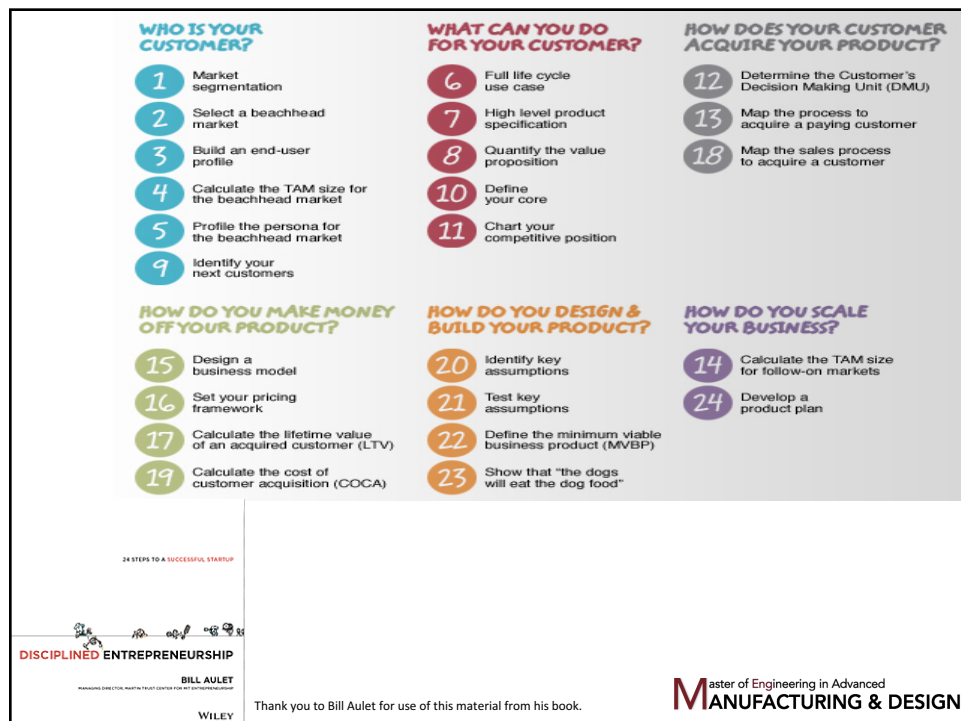 WHO IS YOUR
CUSTOMER?
1 Market
segmentation
2 Select a beachhead
market
3 Build an end-user
profile
4 Calculate the TAM size for
the beachhead market
5 Profile the persona for
the beachhead market
9 Identify your
next customers
WHAT CAN YOU DO
FOR YOUR CUSTOMER?
6 Full life cycle
use case
7 High level product
specification
8 Quantify the value
proposition
10 Define
your core
11 Chart your
competitive position
HOW DOES YOUR CUSTOMER
ACQUIRE YOUR PRODUCT?
12 Determine the Customer's
Decision Making Unit (DMU)
13 Map the process to
acquire a paying customer
18 Map the sales process
to acquire a customer
HOW DO YOU MAKE MONEY
OFF YOUR PRODUCT?
15 Design a
business model
16 Set your pricing
framework
17 Calculate the lifetime value
of an acquired customer (LTV)
19 Calculate the cost of
customer acquisition (COCA)
HOW DO YOU DESIGN &
BUILD YOUR PRODUCT?
20 Identify key
assumptions
21 Test key
assumptions
22 Define the minimum viable
business product (MVBP)
23 Show that "the dogs
will eat the dog food"
HOW DO YOU SCALE
YOUR BUSINESS?
14 Calculate the TAM size
for follow-on markets
24 Develop a
product plan
24 STEPS TO A SUCCESSFUL STARTUP
DISCIPLINED ENTREPRENEURSHIP
BILL AULET
MANAGING DIRECTOR, MARTIN TRUST CENTER FOR MIT ENTREPRENEURSHIP
WILEY
Thank you to Bill Aulet for use of this material from his book.
Master of Engineering in Advanced
MANUFACTURING & DESIGN